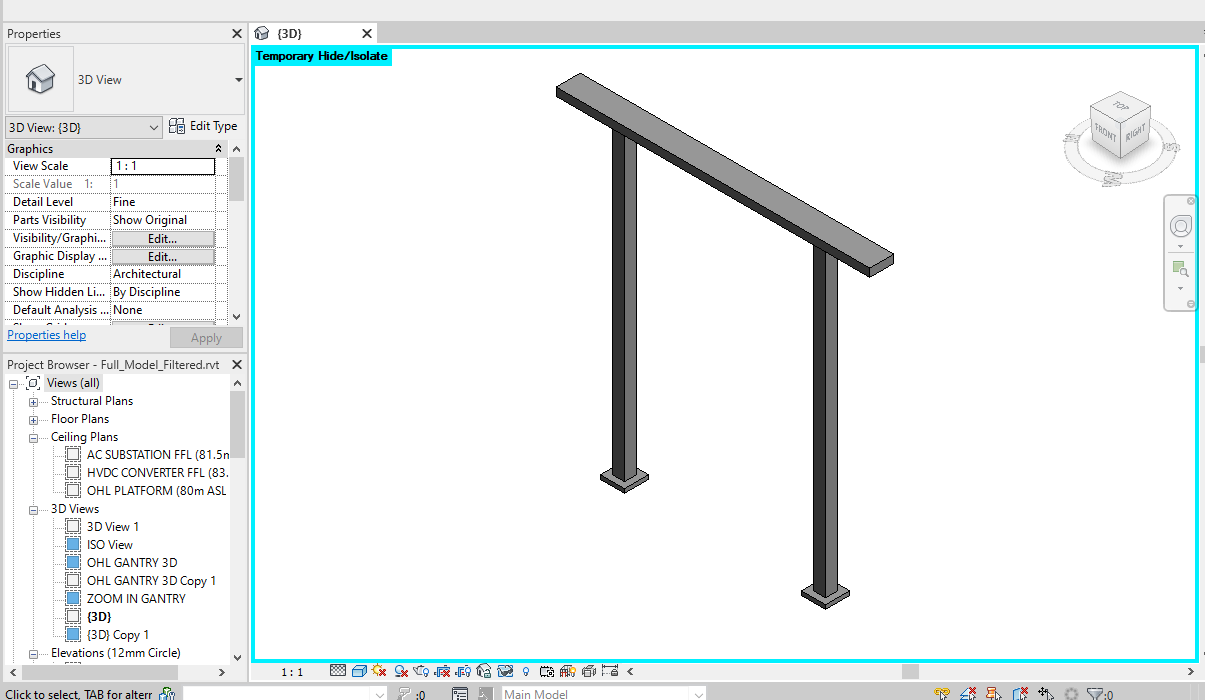 Properties
{3D}
Temporary Hide/Isolate
3D View
3D View: {3D}
Edit Type
Graphics
View Scale 1 : 1
Scale Value 1: 1
Detail Level Fine
Parts Visibility Show Original
Visibility/Graphi... Edit...
Graphic Display ... Edit...
Discipline Architectural
Show Hidden Li... By Discipline
Default Analysis ... None
Properties help
Apply
TOP
FRONT
RIGHT
Project Browser - Full_Model_Filtered.rvt
Views (all)
Structural Plans
Floor Plans
Ceiling Plans
AC SUBSTATION FFL (81.5m
HVDC CONVERTER FFL (83.
OHL PLATFORM (80m ASL
3D Views
3D View 1
ISO View
OHL GANTRY 3D
OHL GANTRY 3D Copy 1
ZOOM IN GANTRY
{3D}
{3D} Copy 1
Elevations (12mm Circle)
1 : 1
Click to select, TAB for altern
:0
Main Model
:0